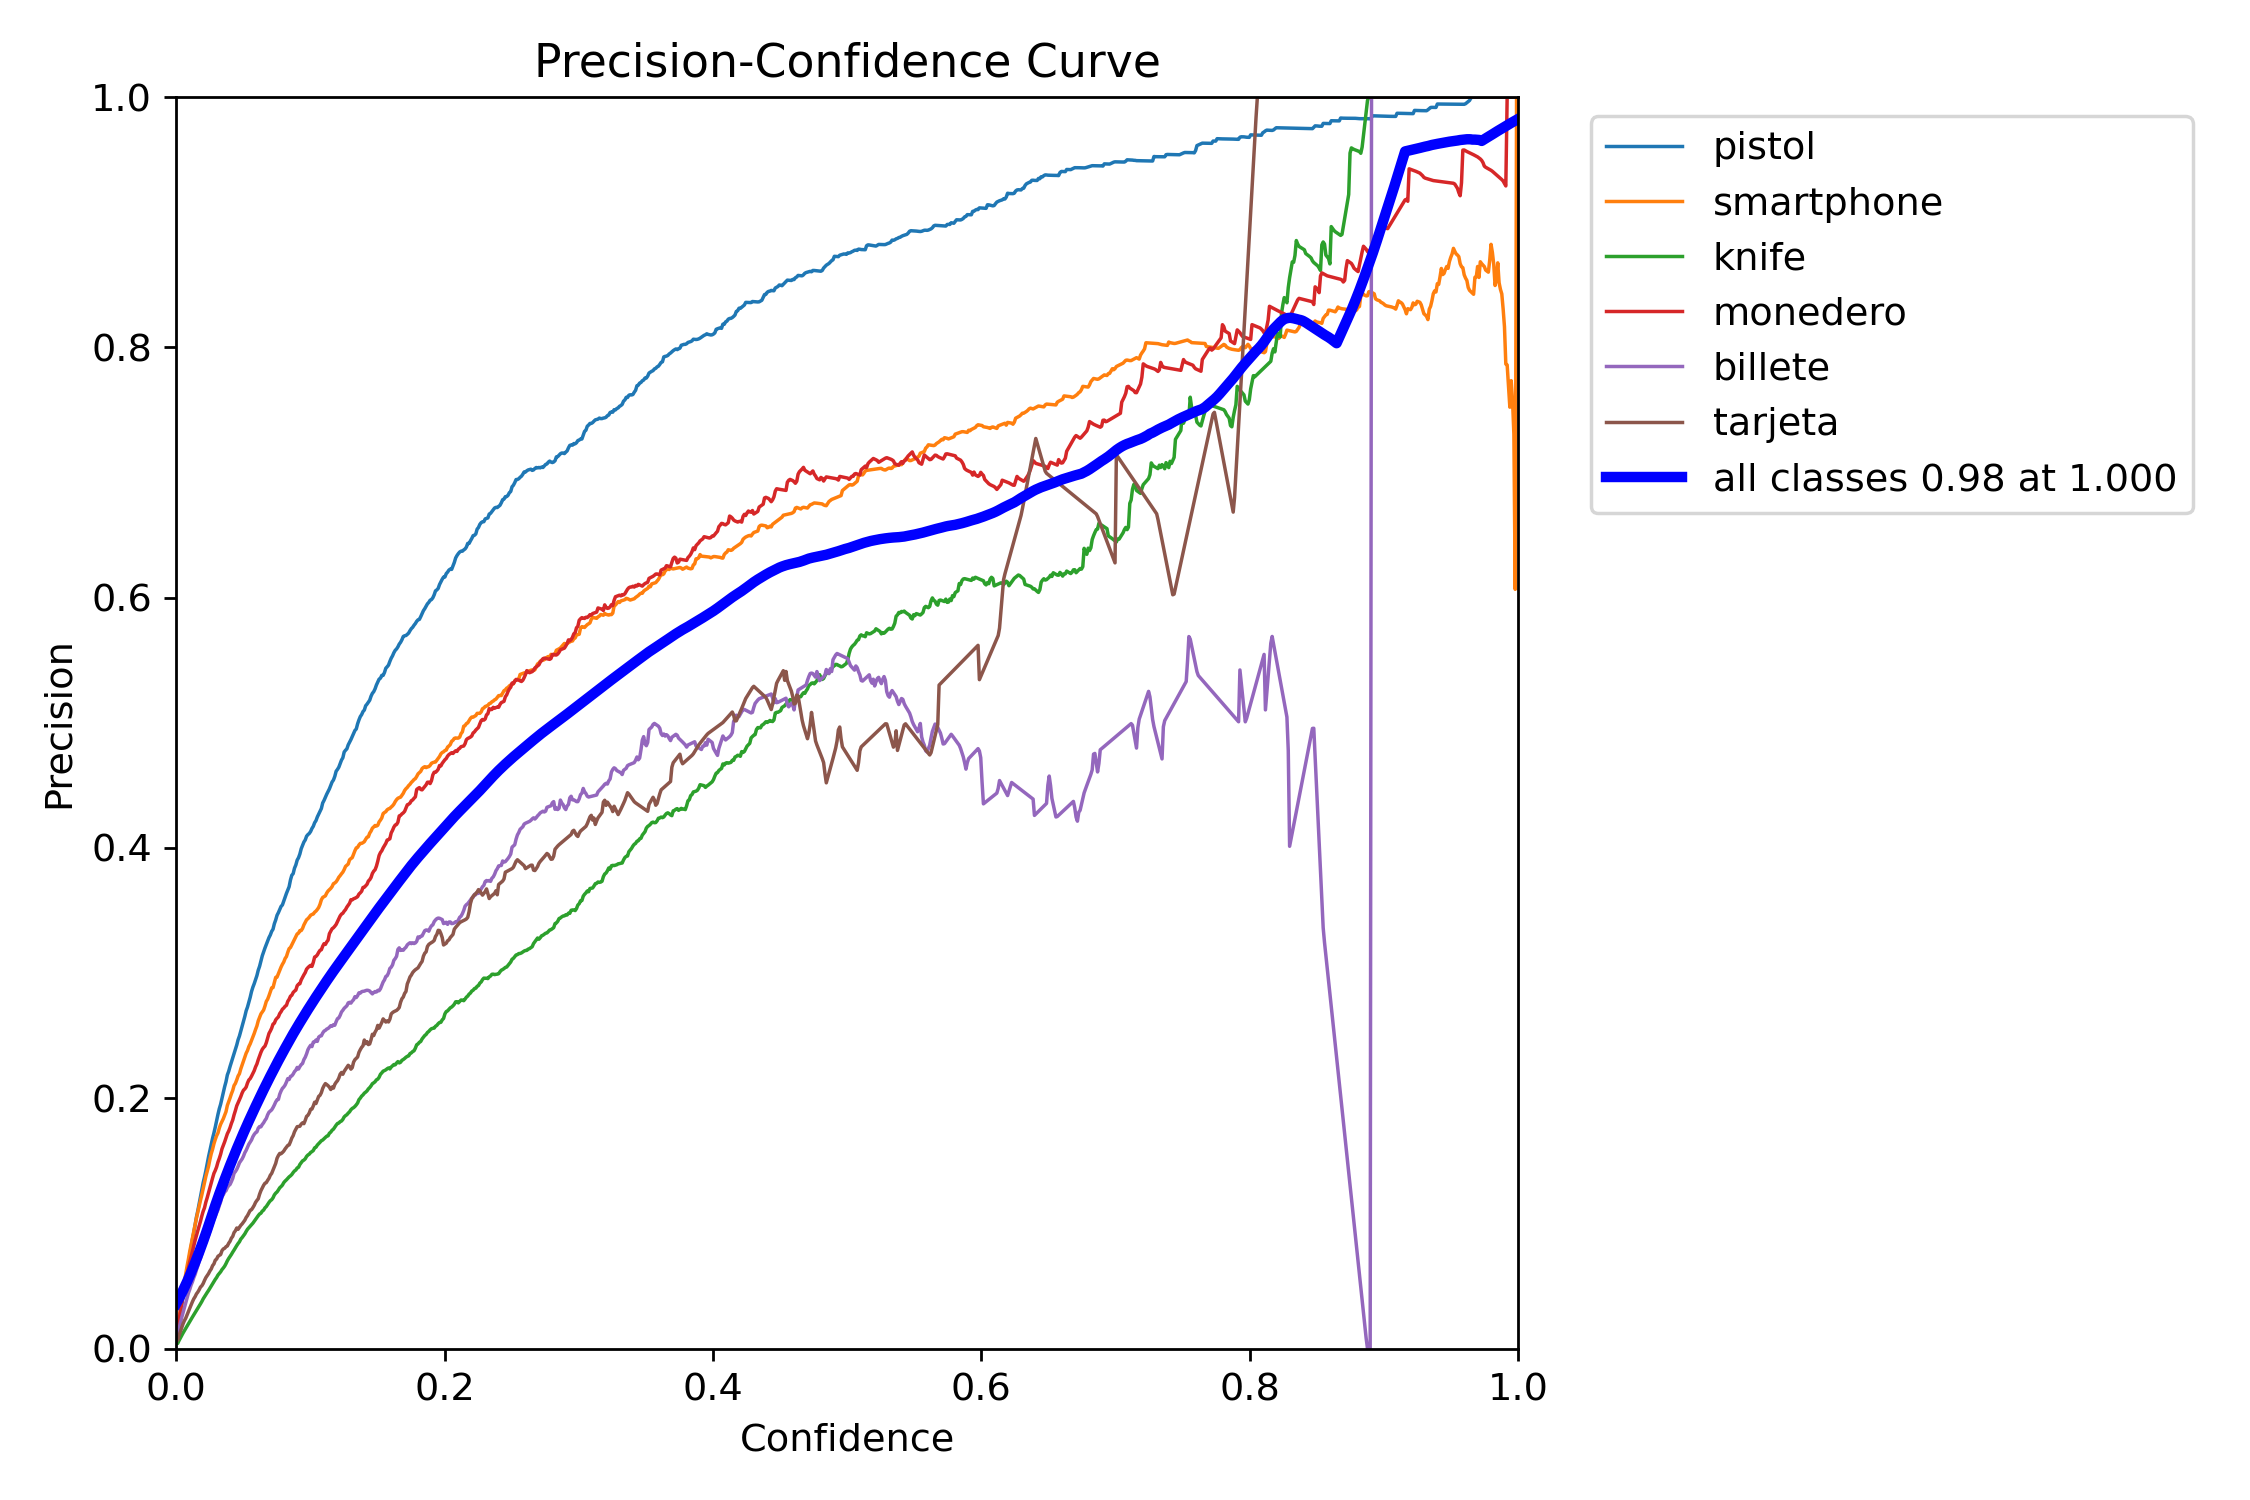 Precision-Confidence Curve
1.0
0.8
0.6
0.4
0.2
0.0
Precision
0.0 0.2 0.4 0.6 0.8 1.0
Confidence
pistol
smartphone
knife
monedero
billete
tarjeta
all classes 0.98 at 1.000